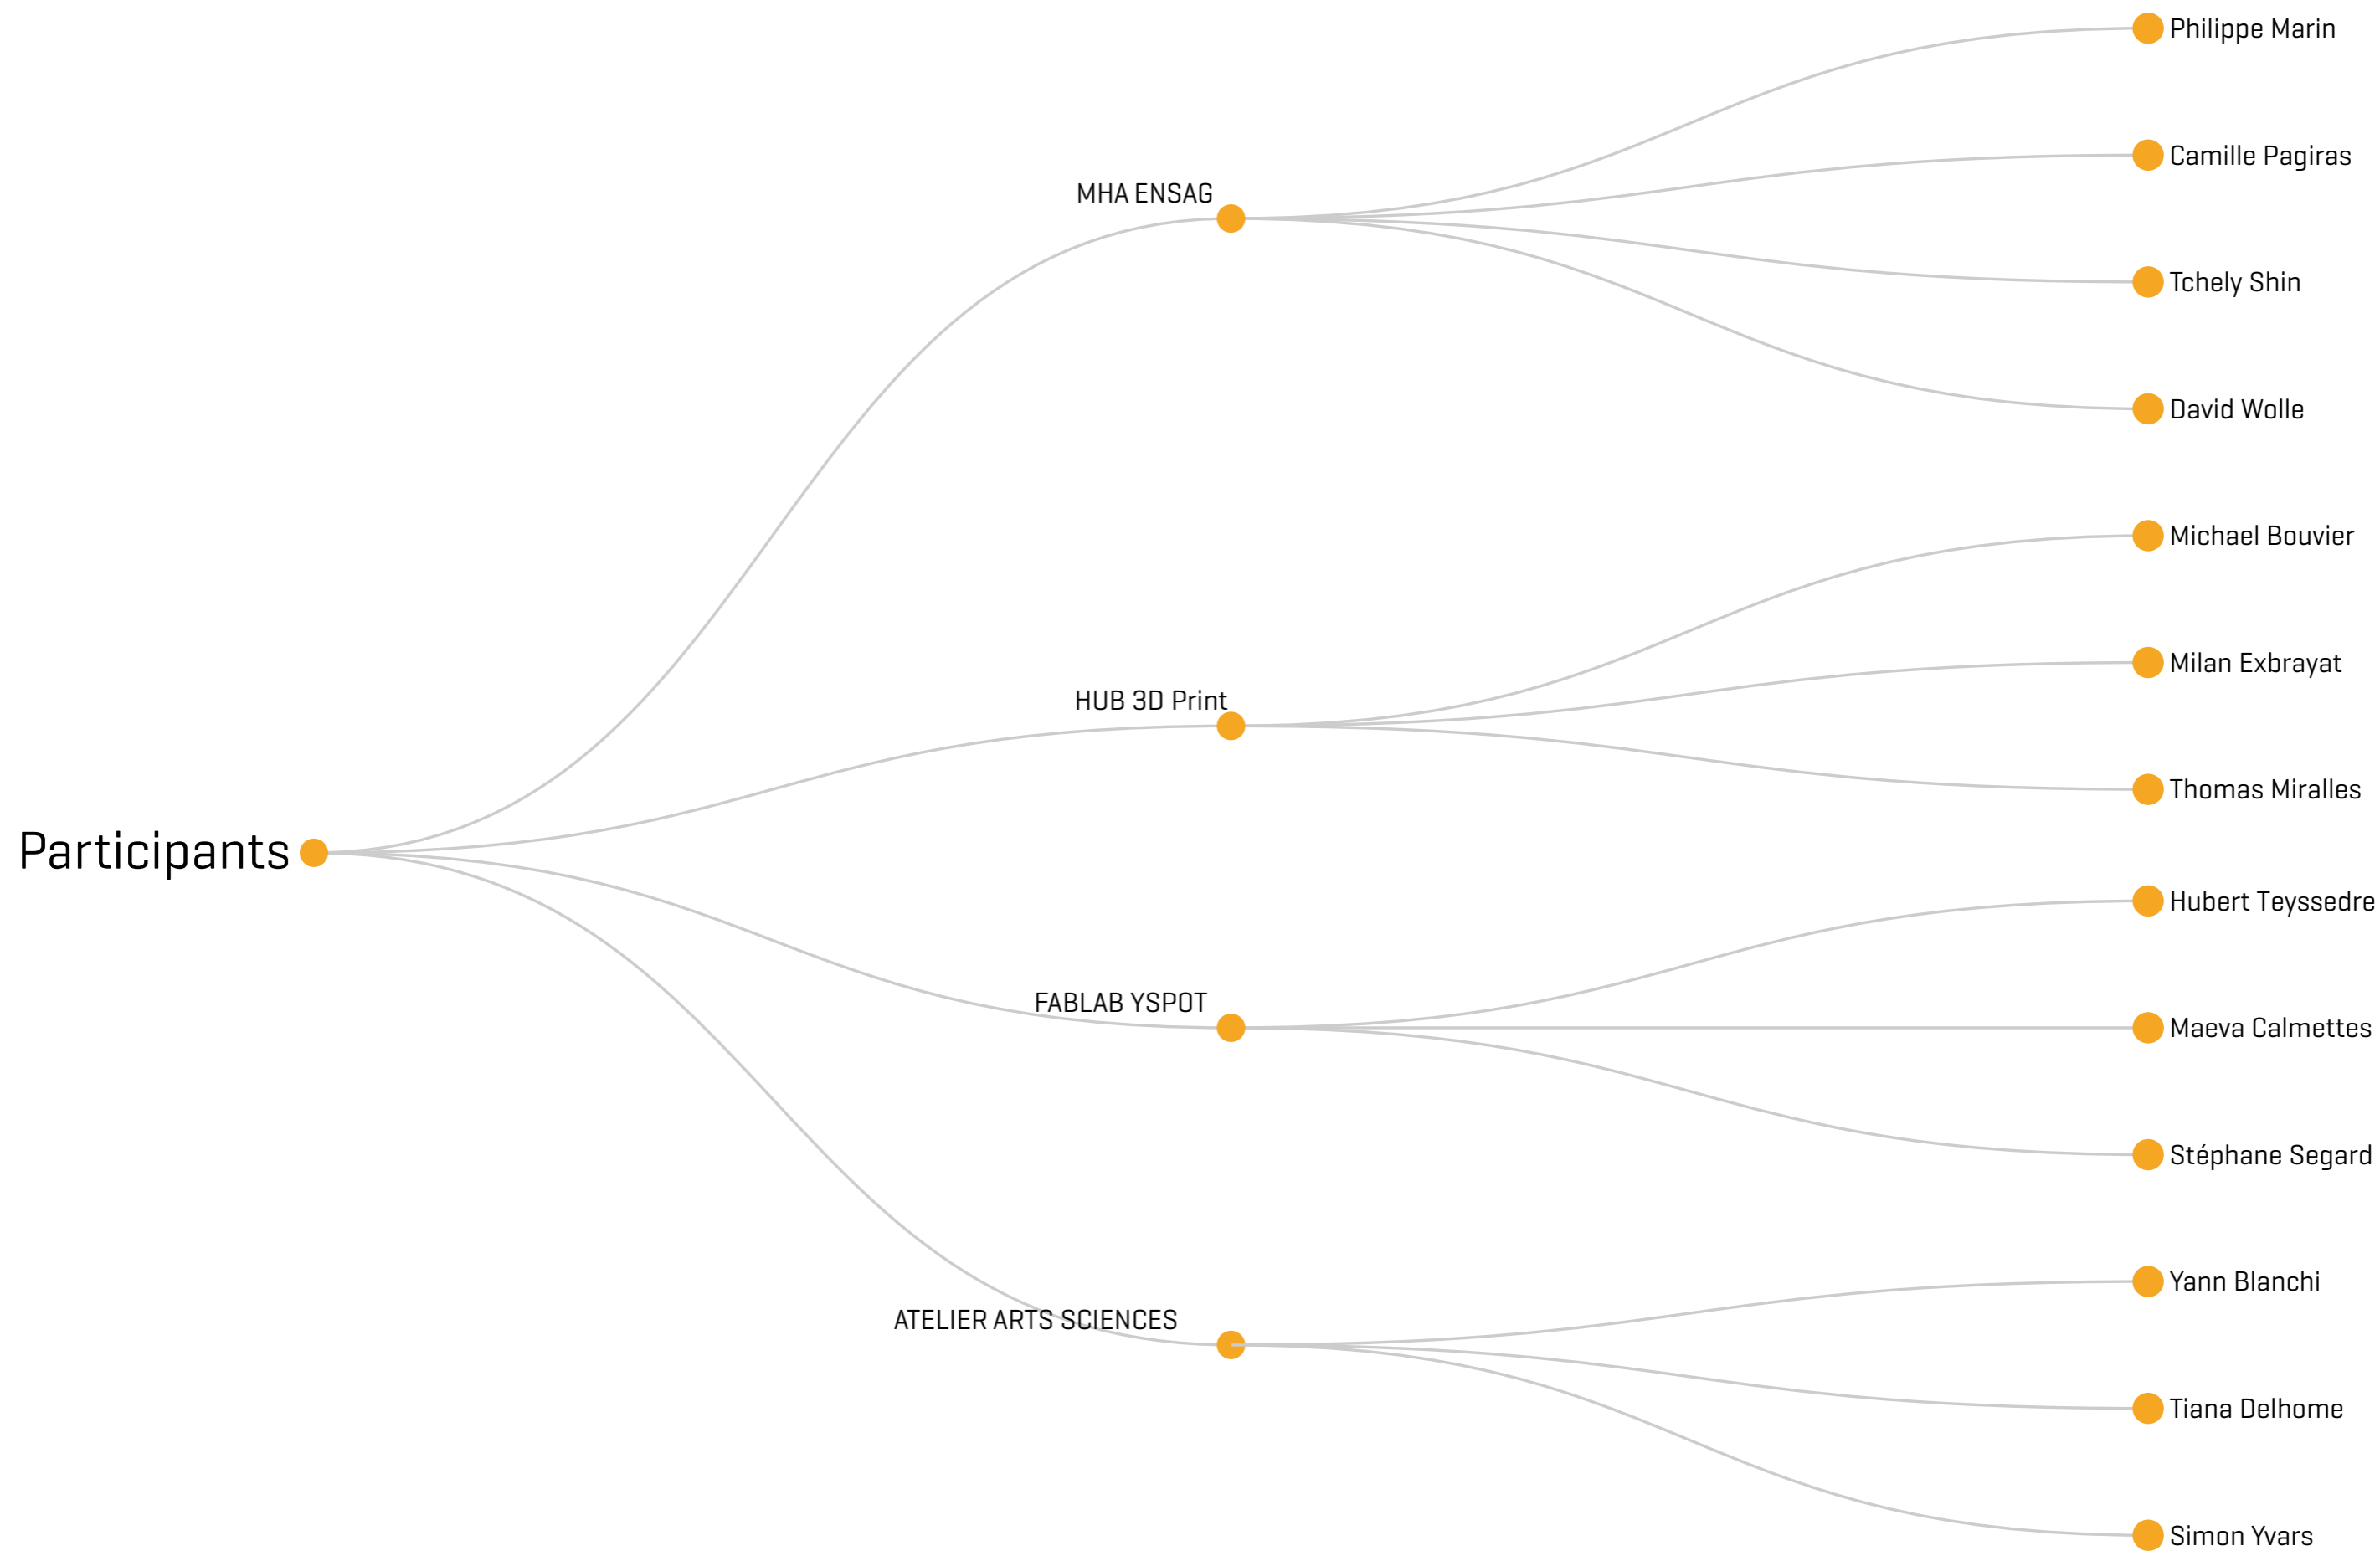 Participants
MHA ENSAG
Philippe Marin
Camille Pagiras
Tchely Shin
David Wolle
HUB 3D Print
Michael Bouvier
Milan Exbrayat
Thomas Miralles
FABLAB YSPOT
Hubert Teyssedre
Maeva Calmettes
Stéphane Segard
ATELIER ARTS SCIENCES
Yann Blanchi
Tiana Delhome
Simon Yvars